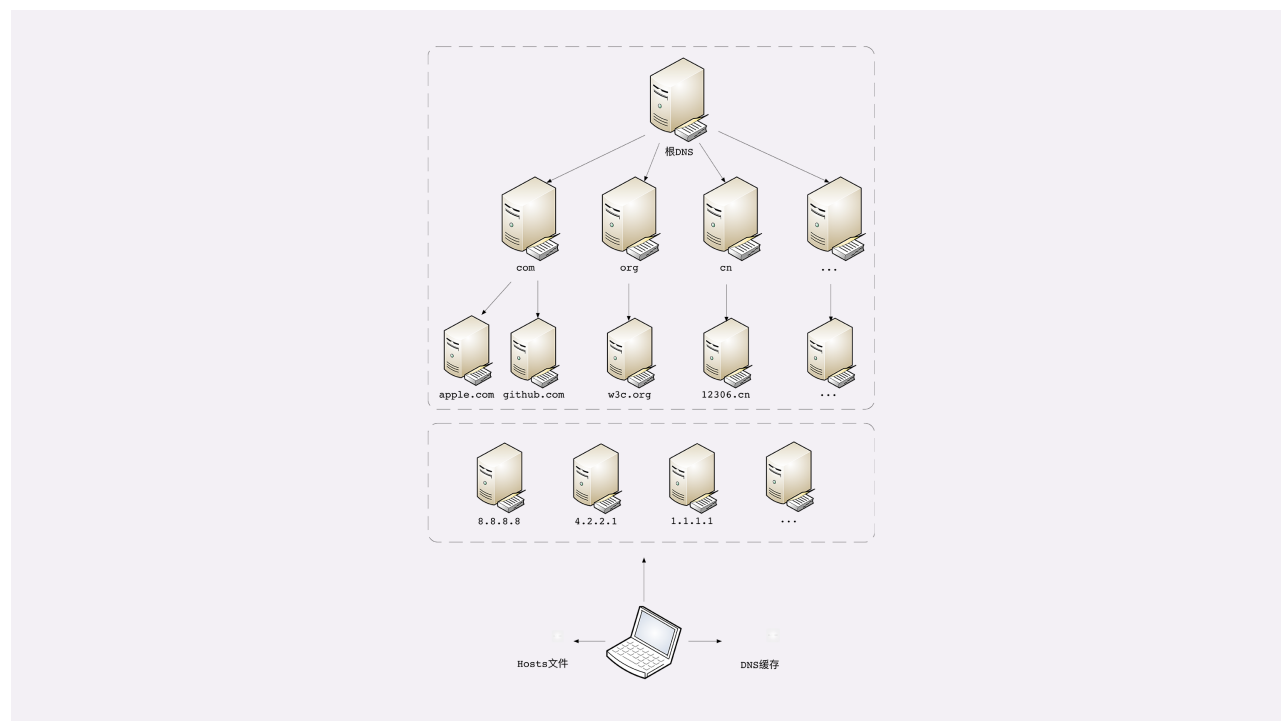 根DNS
com
org
cn
...
apple.com
github.com
w3c.org
12306.cn
...
8.8.8.8
4.2.2.1
1.1.1.1
...
Hosts文件
DNS缓存